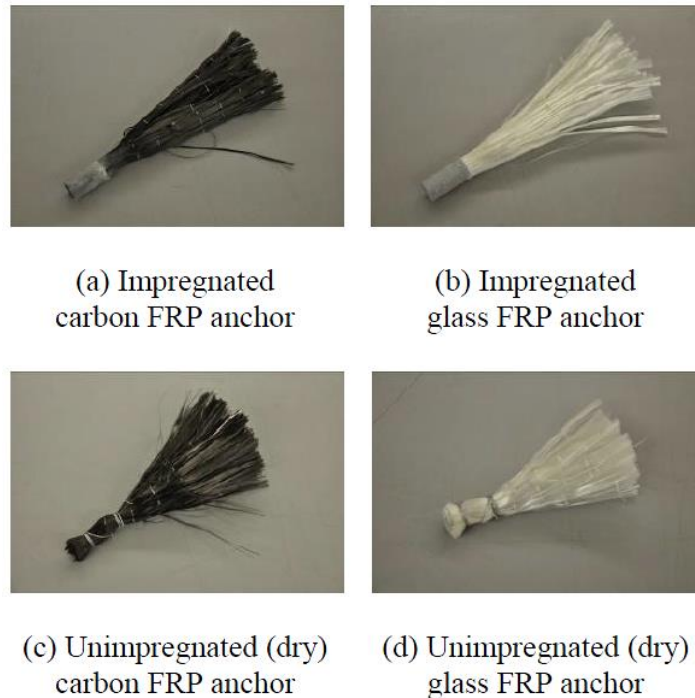 (a) Impregnated
carbon FRP anchor
(b) Impregnated
glass FRP anchor
(c) Unimpregnated (dry)
carbon FRP anchor
(d) Unimpregnated (dry)
glass FRP anchor